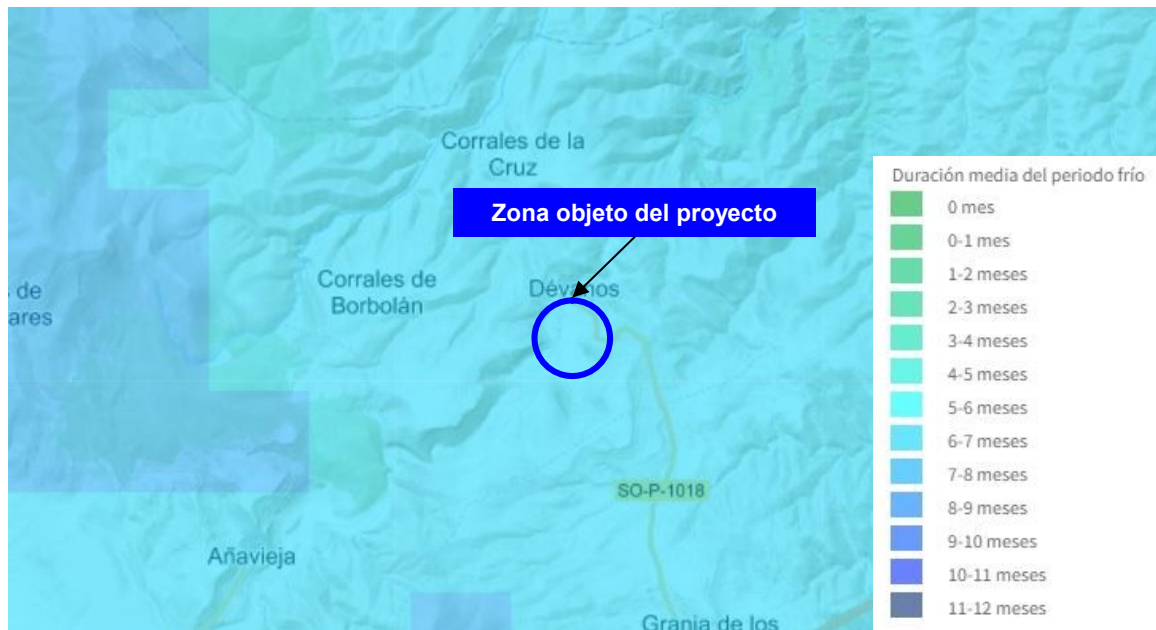 Corrales de la
Cruz
Zona objeto del proyecto
Corrales de
Borbolán
s de
ares
SO-P-1018
Añavieja
Granja de los
Duración media del periodo frío
0 mes
0-1 mes
1-2 meses
2-3 meses
3-4 meses
4-5 meses
5-6 meses
6-7 meses
7-8 meses
8-9 meses
9-10 meses
10-11 meses
11-12 meses